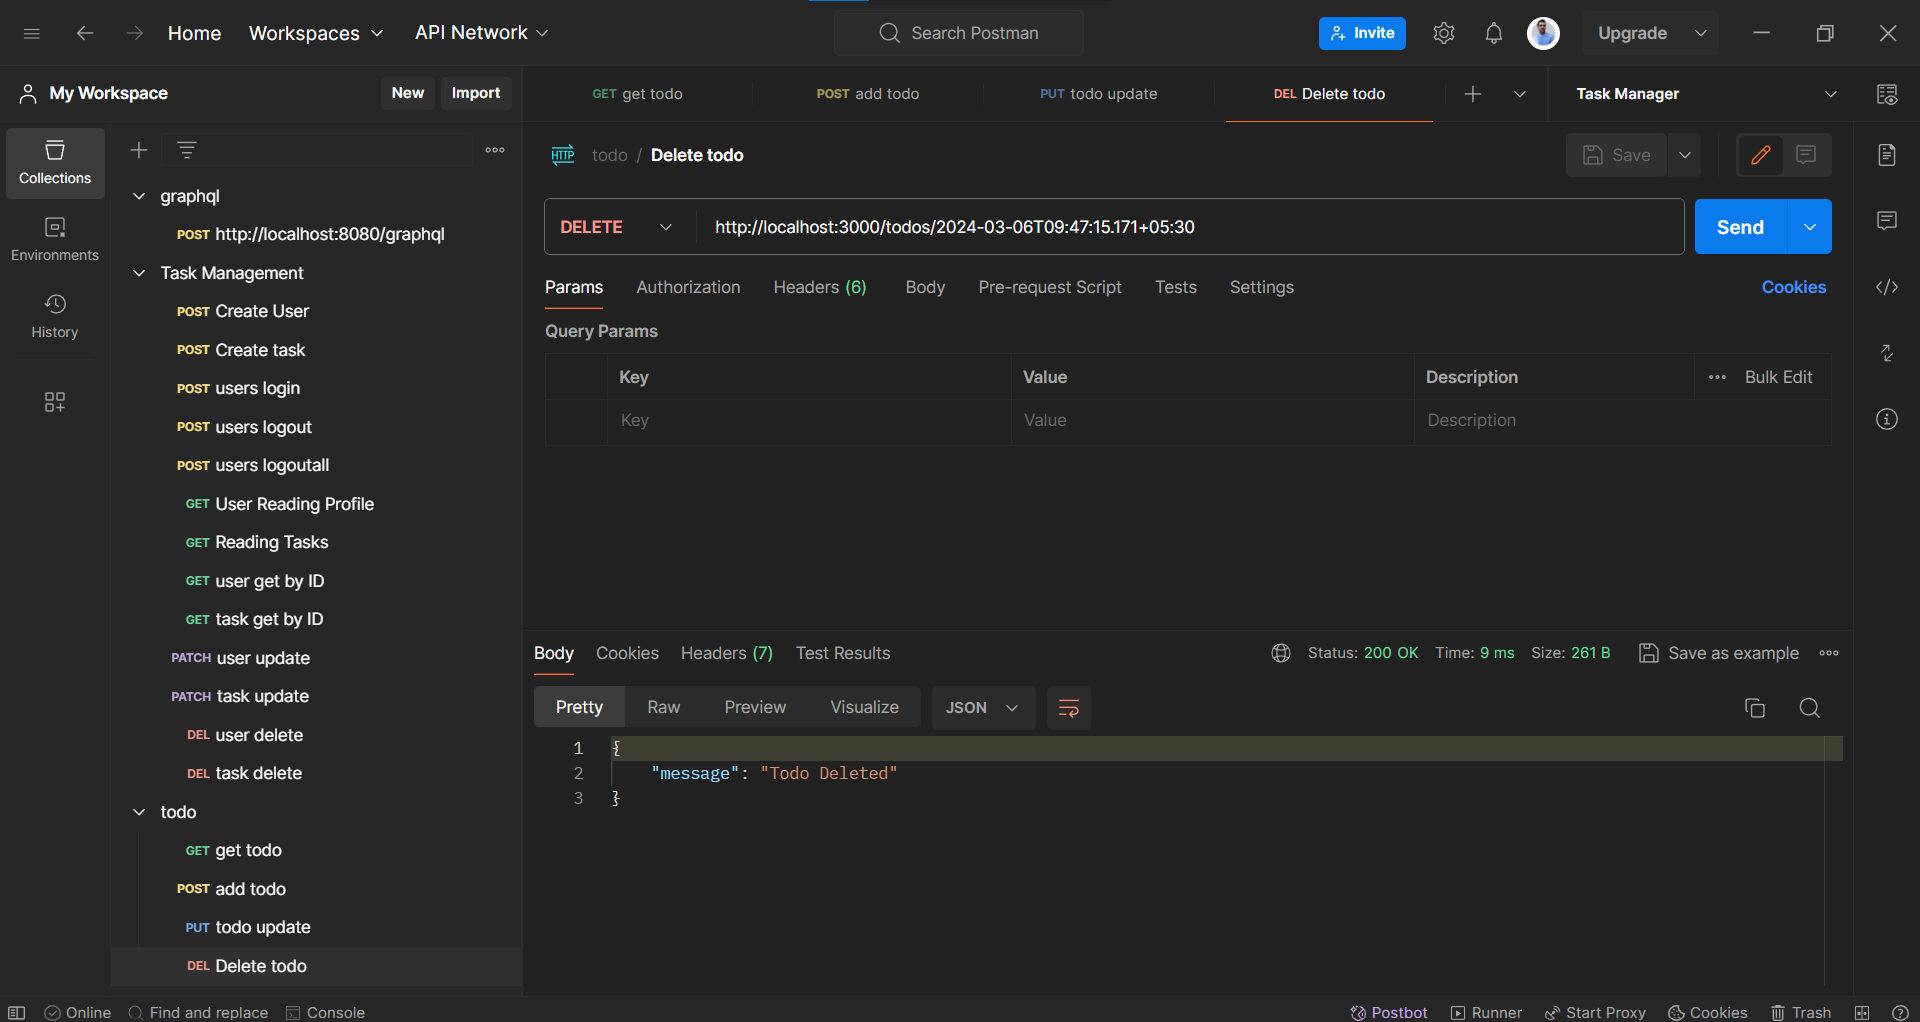 Home Workspaces API Network Search Postman Invite Upgrade
My Workspace New Import
GET get todo POST add todo PUT todo update DEL Delete todo Task Manager
Collections
Environments
History
graphql
POST http://localhost:8080/graphql
Task Management
POST Create User
POST Create task
POST users login
POST users logout
POST users logoutall
GET User Reading Profile
GET Reading Tasks
GET user get by ID
GET task get by ID
PATCH user update
PATCH task update
DEL user delete
DEL task delete
todo
GET get todo
POST add todo
PUT todo update
DEL Delete todo
HTTP todo / Delete todo Save
DELETE http://localhost:3000/todos/2024-03-06T09:47:15.171+05:30 Send
Params Authorization Headers (6) Body Pre-request Script Tests Settings Cookies
Query Params
Key Value Description Bulk Edit
Key Value Description
Body Cookies Headers (7) Test Results Status: 200 OK Time: 9 ms Size: 261 B Save as example
Pretty Raw Preview Visualize JSON
1 {
2 "message": "Todo Deleted"
3 }
Online Find and replace Console Postbot Runner Start Proxy Cookies Trash